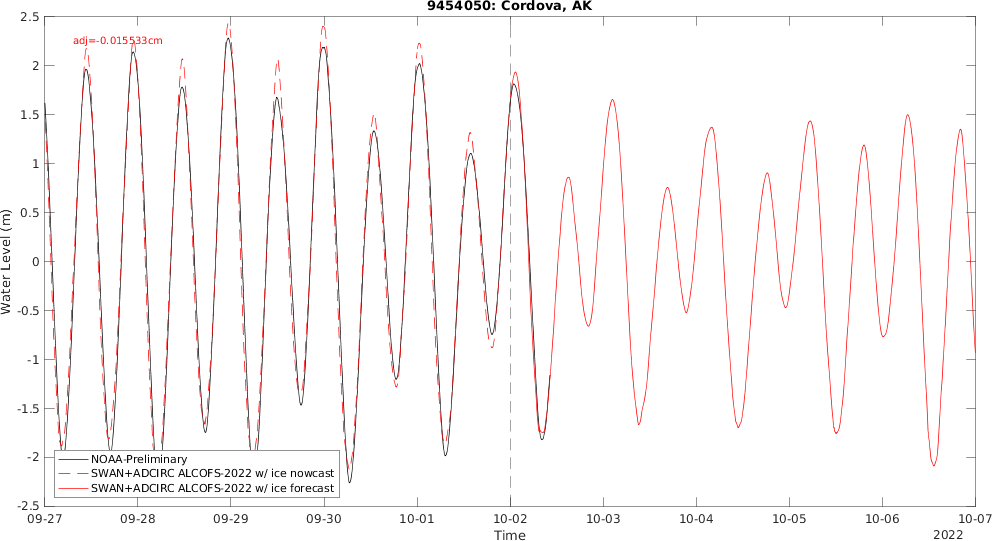 9454050: Cordova, AK
adj=-0.015533cm
2.5
2
1.5
1
0.5
0
-0.5
-1
-1.5
-2
-2.5
Water Level (m)
NOAA-Preliminary
SWAN+ADCIRC ALCOFS-2022 w/ ice nowcast
SWAN+ADCIRC ALCOFS-2022 w/ ice forecast
09-27 09-28 09-29 09-30 10-01 10-02 10-03 10-04 10-05 10-06 10-07
Time
2022